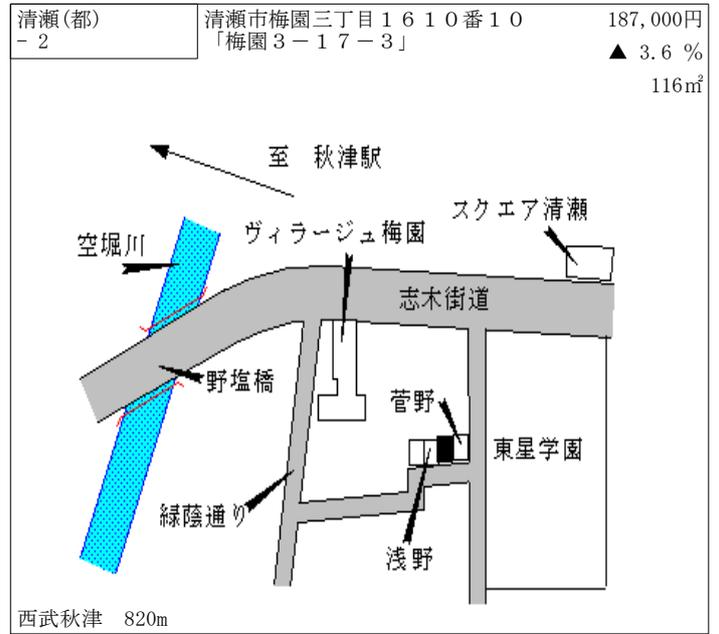 清瀬(都)
－２
清瀬市梅園三丁目１６１０番１０
「梅園３－１７－３」
187,000円
▲ 3.6 %
116㎡
至　秋津駅
スクエア清瀬
ヴィラージュ梅園
空堀川
志木街道
野塩橋
菅野
東星学園
緑蔭通り
浅野
西武秋津　820m